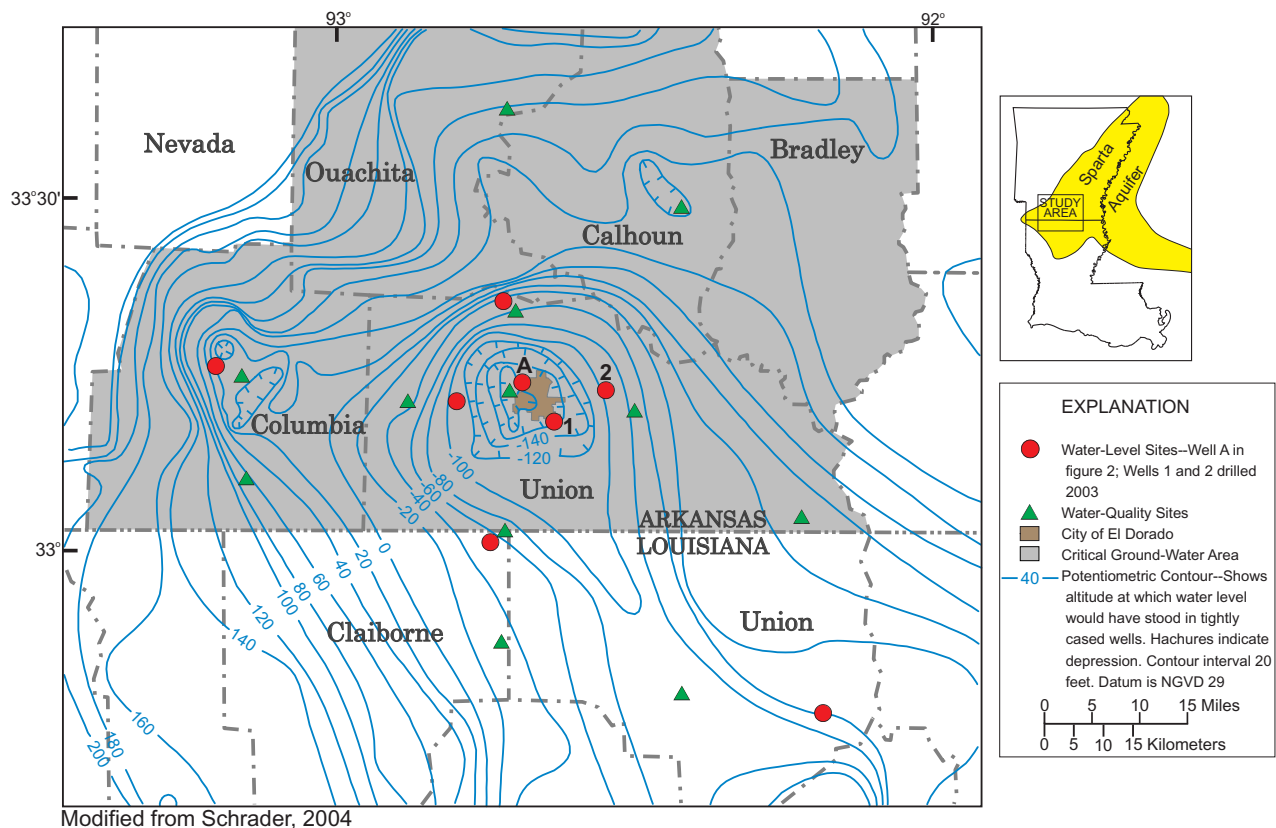 93°
92°
33°30'
33°
Nevada
Ouachita
Bradley
Calhoun
Columbia
A
2
1
-140
-120
-100
-80
-60
-40
-20
Union
ARKANSAS
LOUISIANA
0
20
40
60
80
100
120
140
160
180
200
Claiborne
Union
Modified from Schrader, 2004
Sparta
Aquifer
STUDY
AREA
EXPLANATION
Water-Level Sites--Well A in
figure 2; Wells 1 and 2 drilled
2003
Water-Quality Sites
City of El Dorado
Critical Ground-Water Area
40 Potentiometric Contour--Shows
altitude at which water level
would have stood in tightly
cased wells. Hachures indicate
depression. Contour interval 20
feet. Datum is NGVD 29
0 5 10 15 Miles
0 5 10 15 Kilometers